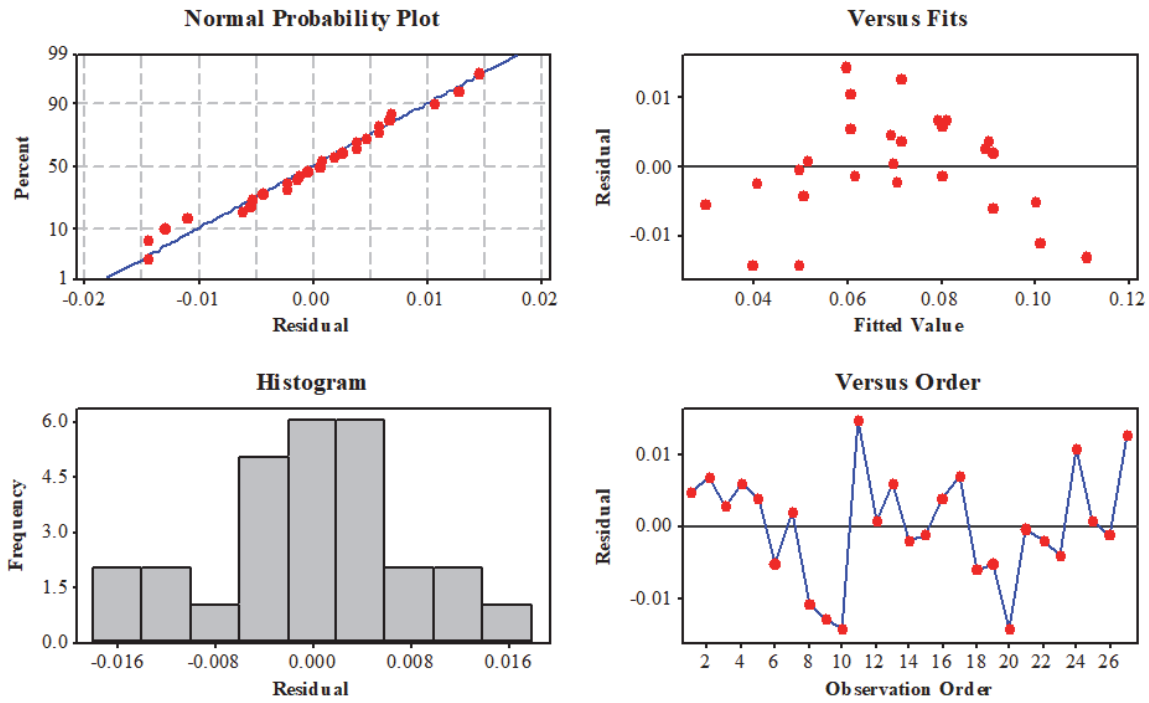 Normal Probability Plot
99
90
50
10
1
Percent
-0.02 -0.01 0.00 0.01 0.02
Residual
Versus Fits
0.01
0.00
-0.01
Residual
0.04 0.06 0.08 0.10 0.12
Fitted Value
Histogram
6.0
4.5
3.0
1.5
0.0
Frequency
-0.016 -0.008 0.000 0.008 0.016
Residual
Versus Order
0.01
0.00
-0.01
Residual
2 4 6 8 10 12 14 16 18 20 22 24 26
Observation Order